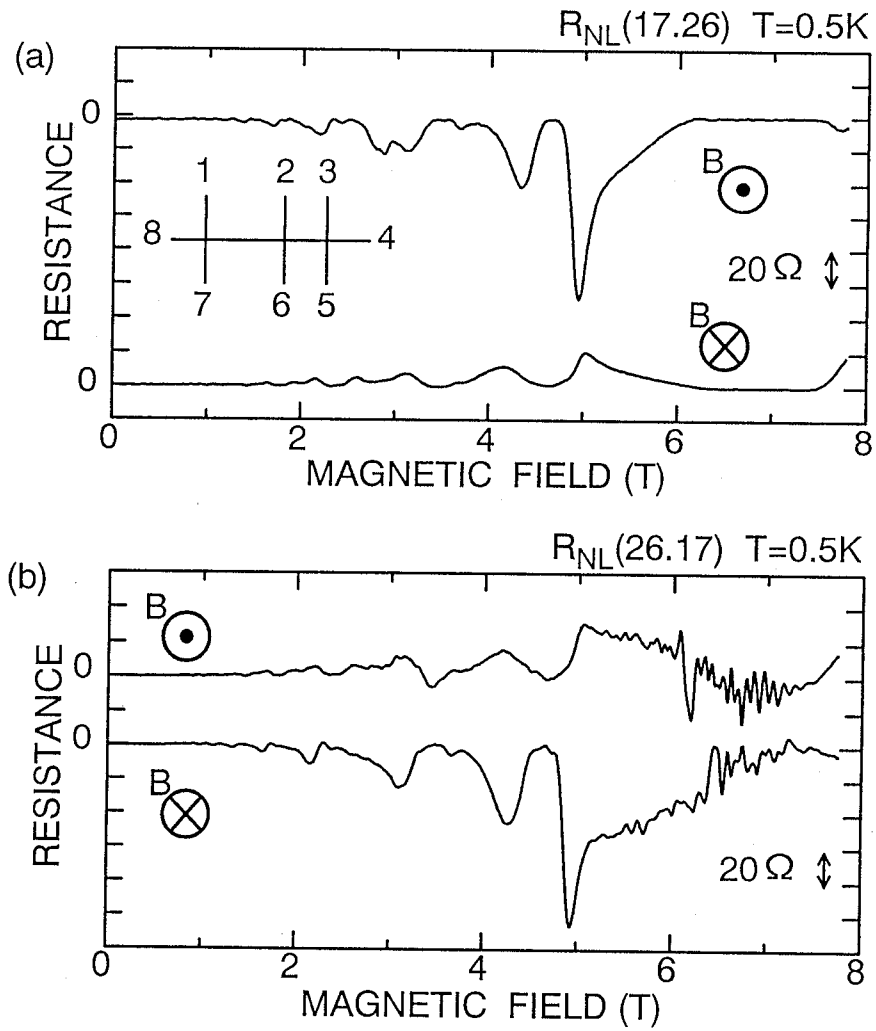 R_NL(17.26) T=0.5K
(a)
RESISTANCE
0
0
1 2 3
8 4
7 6 5
B
20 Ω
B
0 2 4 6 8
MAGNETIC FIELD (T)
R_NL(26.17) T=0.5K
(b)
RESISTANCE
B
0
0
B
20 Ω
0 2 4 6 8
MAGNETIC FIELD (T)